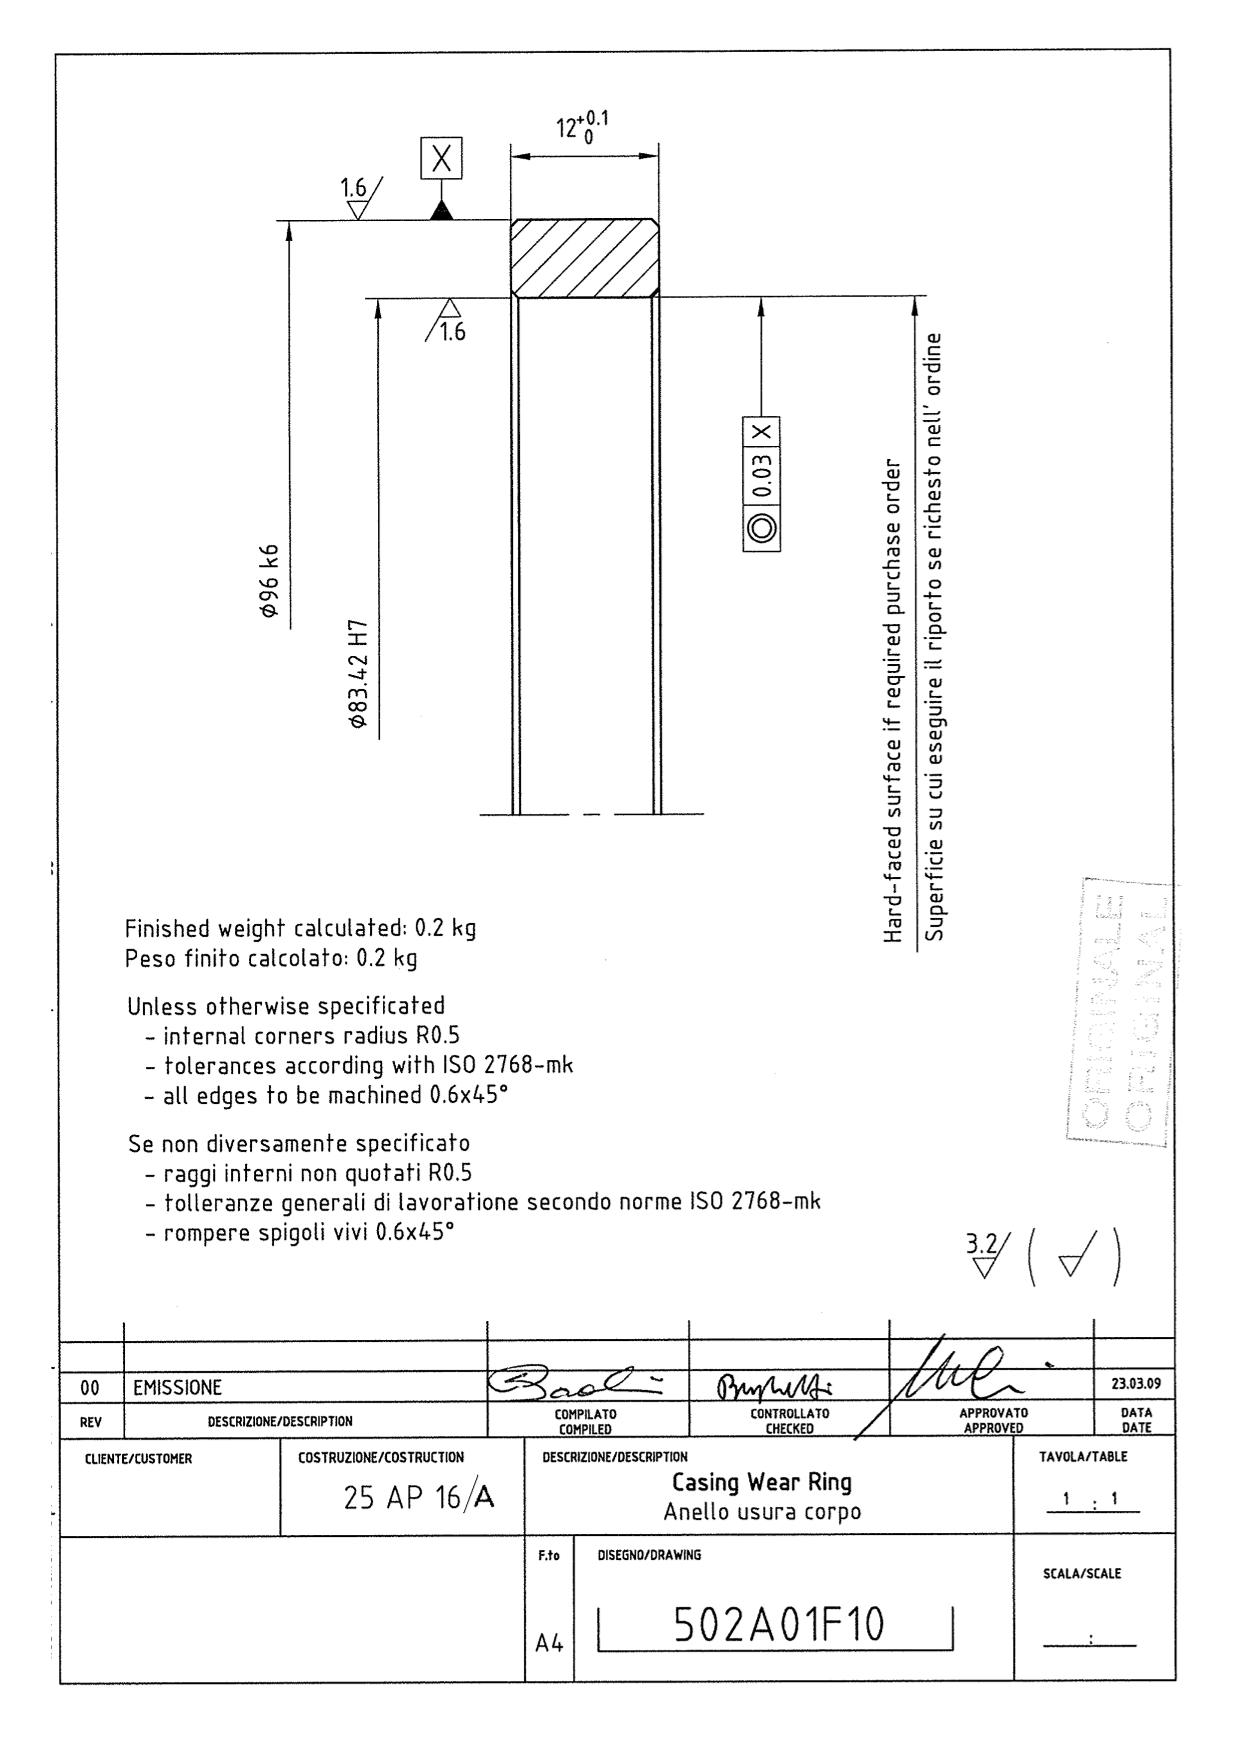 12 +0.1
0
X
1.6
1.6
Ø96 k6
Ø83.42 H7
◎ 0.03 X
Hard-faced surface if required purchase order
Superficie su cui eseguire il riporto se richesto nell' ordine
Finished weight calculated: 0.2 kg
Peso finito calcolato: 0.2 kg
Unless otherwise specificated
- internal corners radius R0.5
- tolerances according with ISO 2768-mk
- all edges to be machined 0.6x45°
Se non diversamente specificato
- raggi interni non quotati R0.5
- tolleranze generali di lavoratione secondo norme ISO 2768-mk
- rompere spigoli vivi 0.6x45°
ORIGINALE
ORIGINAL
3.2 ( )
00 EMISSIONE 23.03.09
REV DESCRIZIONE/DESCRIPTION COMPILATO CONTROLLATO APPROVATO DATA
COMPILED CHECKED APPROVED DATE
CLIENTE/CUSTOMER COSTRUZIONE/COSTRUCTION DESCRIZIONE/DESCRIPTION TAVOLA/TABLE
25 AP 16/A Casing Wear Ring 1 : 1
Anello usura corpo
F.to DISEGNO/DRAWING SCALA/SCALE
A4 502A01F10 :